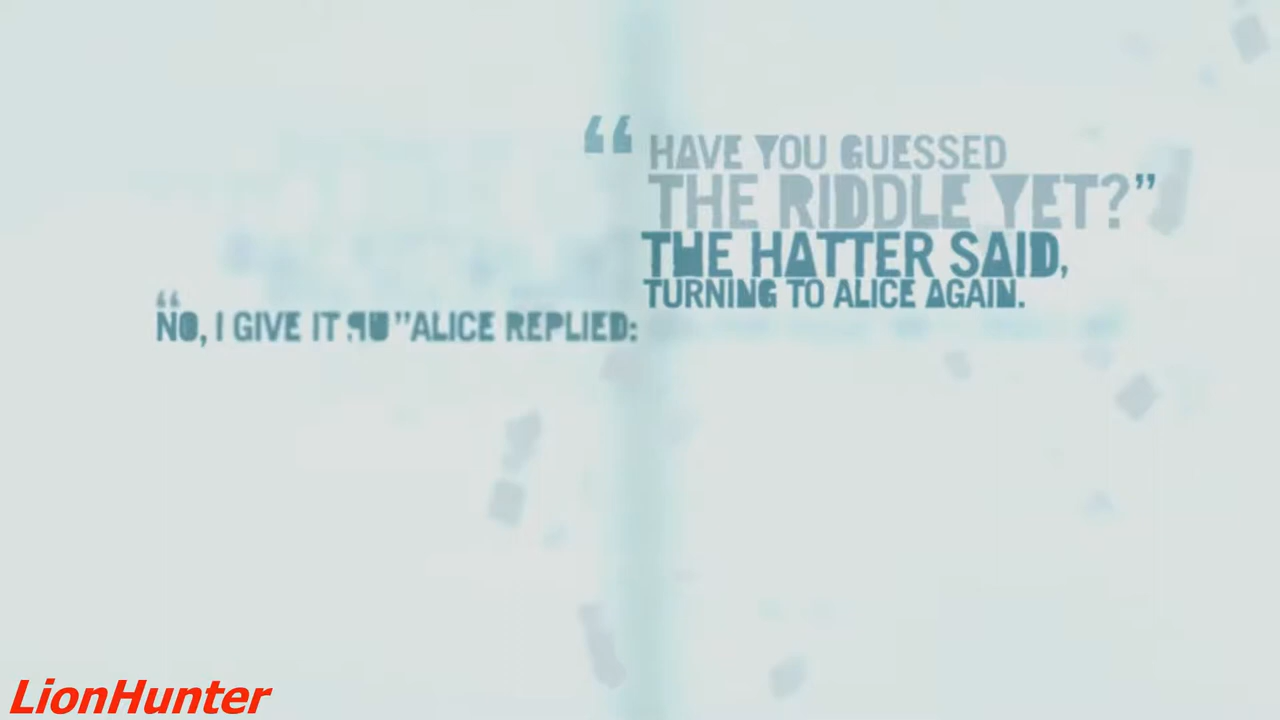 “ HAVE YOU GUESSED
THE RIDDLE YET?”
THE HATTER SAID,
TURNING TO ALICE AGAIN.
“NO, I GIVE IT UP ”ALICE REPLIED:
LionHunter